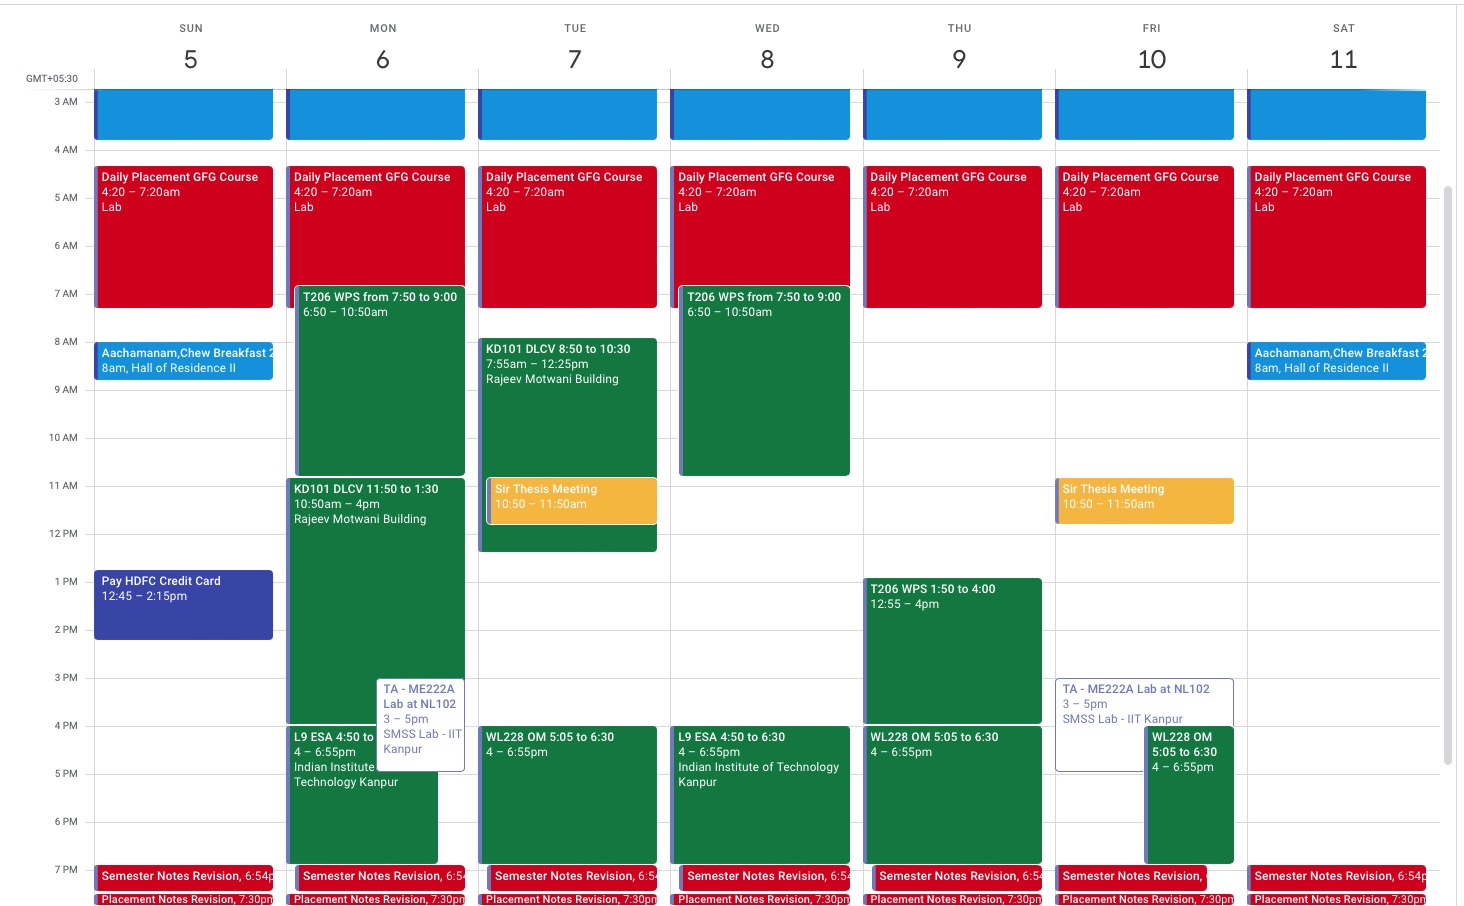 SUN
5
MON
6
TUE
7
WED
8
THU
9
FRI
10
SAT
11
GMT+05:30
3 AM
4 AM
5 AM
6 AM
7 AM
8 AM
9 AM
10 AM
11 AM
12 PM
1 PM
2 PM
3 PM
4 PM
5 PM
6 PM
7 PM
Daily Placement GFG Course
4:20 – 7:20am
Lab
Aachamanam,Chew Breakfast 2
8am, Hall of Residence II
Pay HDFC Credit Card
12:45 – 2:15pm
Semester Notes Revision, 6:54p
Placement Notes Revision, 7:30pm
Daily Placement GFG Course
4:20 – 7:20am
Lab
T206 WPS from 7:50 to 9:00
6:50 – 10:50am
KD101 DLCV 11:50 to 1:30
10:50am – 4pm
Rajeev Motwani Building
TA - ME222A
Lab at NL102
3 – 5pm
SMSS Lab - IIT
Kanpur
L9 ESA 4:50 to
4 – 6:55pm
Indian Institute
Technology Kanpur
Semester Notes Revision, 6:54
Placement Notes Revision, 7:30pm
Daily Placement GFG Course
4:20 – 7:20am
Lab
KD101 DLCV 8:50 to 10:30
7:55am – 12:25pm
Rajeev Motwani Building
Sir Thesis Meeting
10:50 – 11:50am
WL228 OM 5:05 to 6:30
4 – 6:55pm
Semester Notes Revision, 6:54
Placement Notes Revision, 7:30pm
Daily Placement GFG Course
4:20 – 7:20am
Lab
T206 WPS from 7:50 to 9:00
6:50 – 10:50am
L9 ESA 4:50 to 6:30
4 – 6:55pm
Indian Institute of Technology
Kanpur
Semester Notes Revision, 6:54
Placement Notes Revision, 7:30pm
Daily Placement GFG Course
4:20 – 7:20am
Lab
T206 WPS 1:50 to 4:00
12:55 – 4pm
WL228 OM 5:05 to 6:30
4 – 6:55pm
Semester Notes Revision, 6:54
Placement Notes Revision, 7:30pm
Daily Placement GFG Course
4:20 – 7:20am
Lab
Sir Thesis Meeting
10:50 – 11:50am
TA - ME222A Lab at NL102
3 – 5pm
SMSS Lab - IIT Kanpur
WL228 OM
5:05 to 6:30
4 – 6:55pm
Semester Notes Revision,
Placement Notes Revision, 7:30pm
Daily Placement GFG Course
4:20 – 7:20am
Lab
Aachamanam,Chew Breakfast 2
8am, Hall of Residence II
Semester Notes Revision, 6:54p
Placement Notes Revision, 7:30pm